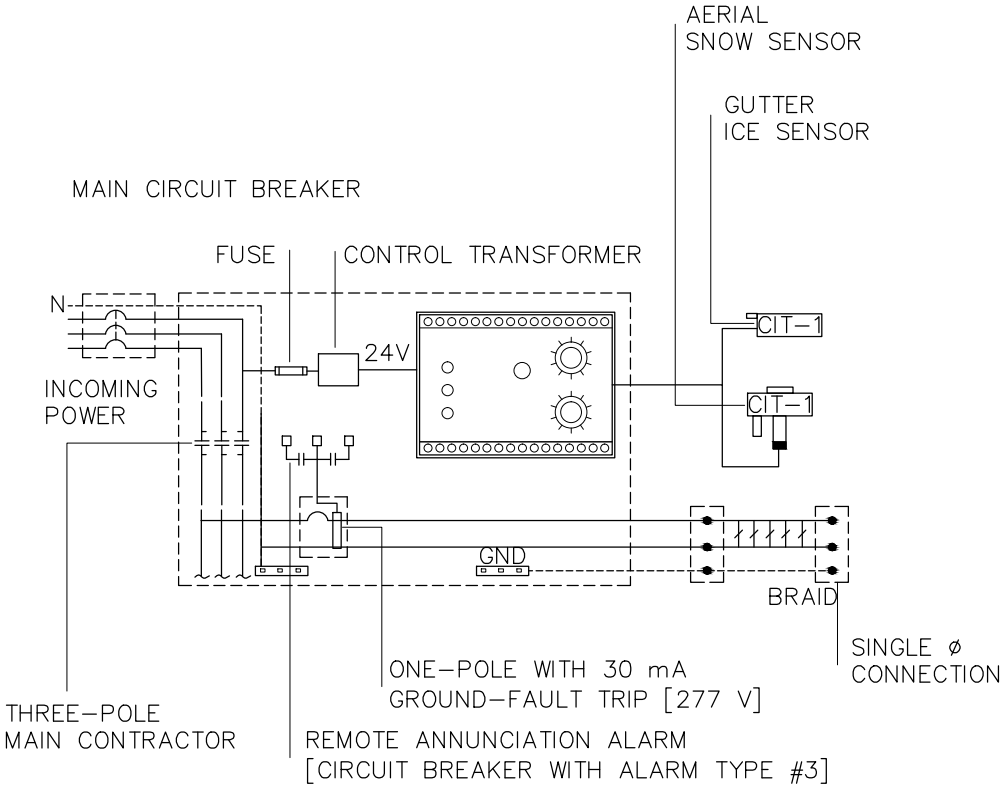 AERIAL
SNOW SENSOR
GUTTER
ICE SENSOR
MAIN CIRCUIT BREAKER
FUSE
CONTROL TRANSFORMER
N
24V
CIT-1
INCOMING
POWER
CIT-1
GND
BRAID
SINGLE Ø
CONNECTION
ONE-POLE WITH 30 mA
GROUND-FAULT TRIP [277 V]
THREE-POLE
MAIN CONTRACTOR
REMOTE ANNUNCIATION ALARM
[CIRCUIT BREAKER WITH ALARM TYPE #3]